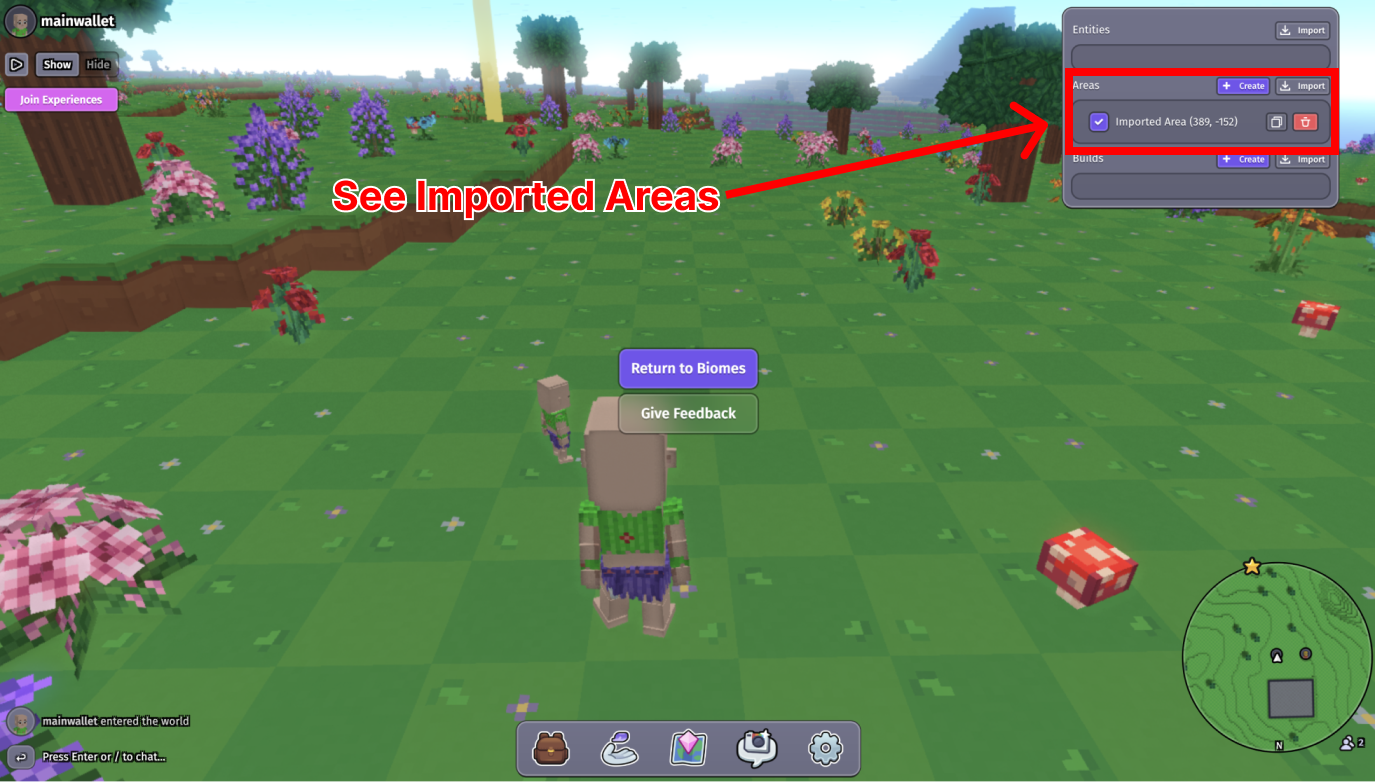 mainwallet
Show Hide
Join Experiences
Entities
Import
Areas
Create
Import
Imported Area (389, -152)
Builds
Create
Import
See Imported Areas
Return to Biomes
Give Feedback
mainwallet entered the world
Press Enter or / to chat...
N
2